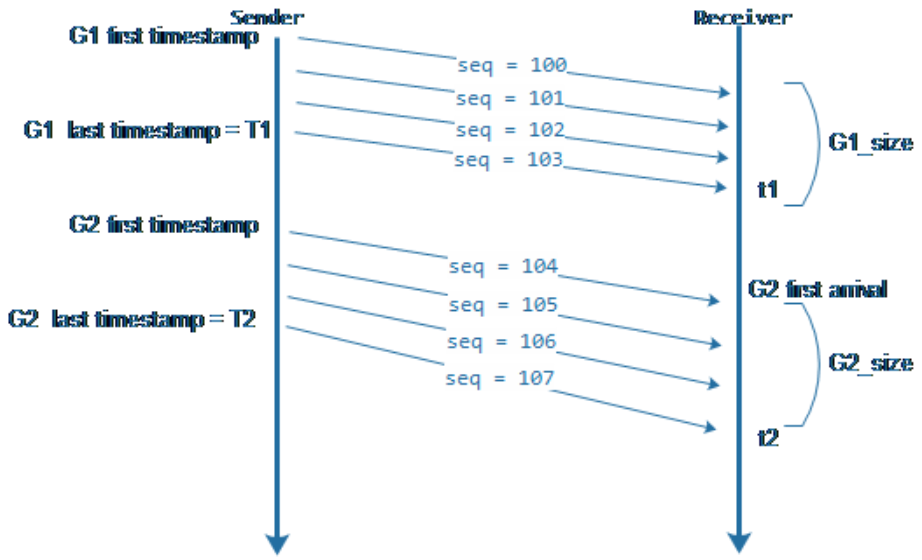 Sender
Receiver
G1 first timestamp
seq = 100
seq = 101
G1 last timestamp = T1
seq = 102
G1_size
seq = 103
t1
G2 first timestamp
seq = 104
G2 first arrival
seq = 105
G2 last timestamp = T2
seq = 106
G2_size
seq = 107
t2